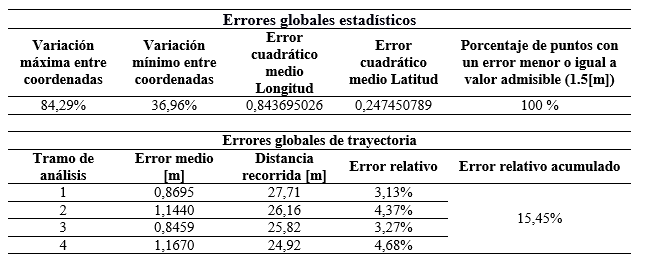 Errores globales estadísticos
Variación máxima entre coordenadas | Variación mínimo entre coordenadas | Error cuadrático medio Longitud | Error cuadrático medio Latitud | Porcentaje de puntos con un error menor o igual a valor admisible (1.5[m])
84,29% | 36,96% | 0,843695026 | 0,247450789 | 100 %
Errores globales de trayectoria
Tramo de análisis | Error medio [m] | Distancia recorrida [m] | Error relativo | Error relativo acumulado
1 | 0,8695 | 27,71 | 3,13% | 15,45%
2 | 1,1440 | 26,16 | 4,37%
3 | 0,8459 | 25,82 | 3,27%
4 | 1,1670 | 24,92 | 4,68%